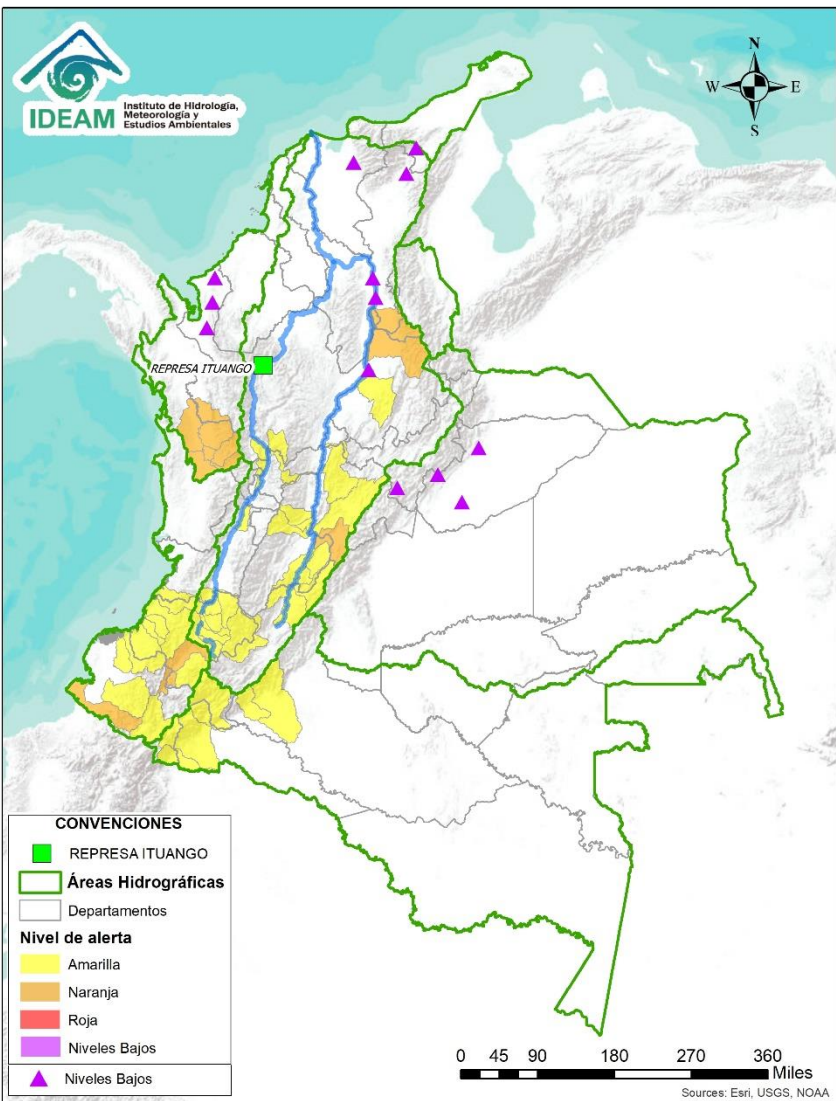 IDEAM
Instituto de Hidrología,
Meteorología y
Estudios Ambientales
N
W
E
S
REPRESA ITUANGO
CONVENCIONES
REPRESA ITUANGO
Áreas Hidrográficas
Departamentos
Nivel de alerta
Amarilla
Naranja
Roja
Niveles Bajos
Niveles Bajos
0 45 90 180 270 360
Miles
Sources: Esri, USGS, NOAA